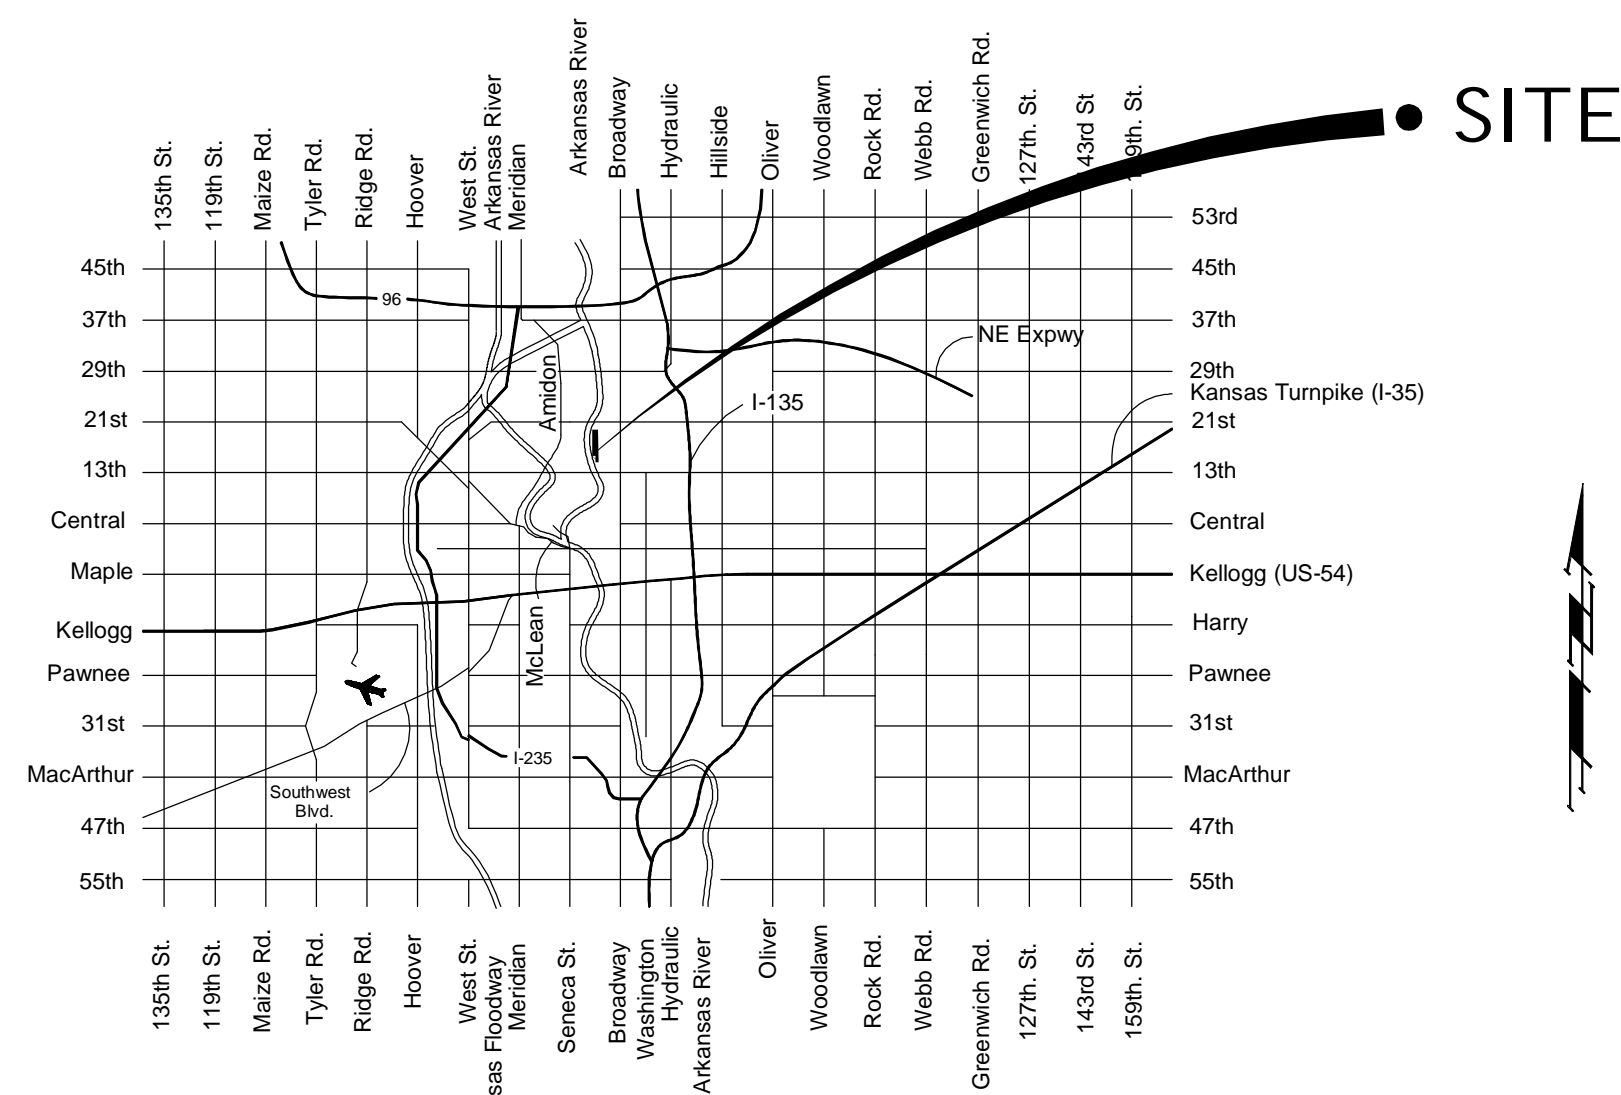 135th St.
119th St.
Maize Rd.
Tyler Rd.
Ridge Rd.
Hoover
West St.
Arkansas River
Meridian
Arkansas River
Broadway
Hydraulic
Hillside
Oliver
Woodlawn
Rock Rd.
Webb Rd.
Greenwich Rd.
127th. St.
43rd St
9th. St.
SITE
53rd
45th
45th
96
37th
37th
NE Expwy
29th
29th
Kansas Turnpike (I-35)
Amidon
I-135
21st
21st
13th
13th
Central
Central
Maple
Kellogg (US-54)
Kellogg
Harry
McLean
Pawnee
Pawnee
31st
31st
I-235
MacArthur
MacArthur
Southwest
Blvd.
47th
47th
55th
55th
135th St.
119th St.
Maize Rd.
Tyler Rd.
Ridge Rd.
Hoover
West St.
sas Floodway
Meridian
Seneca St.
Broadway
Washington
Hydraulic
Arkansas River
Oliver
Woodlawn
Rock Rd.
Webb Rd.
Greenwich Rd.
127th. St.
143rd St.
159th. St.